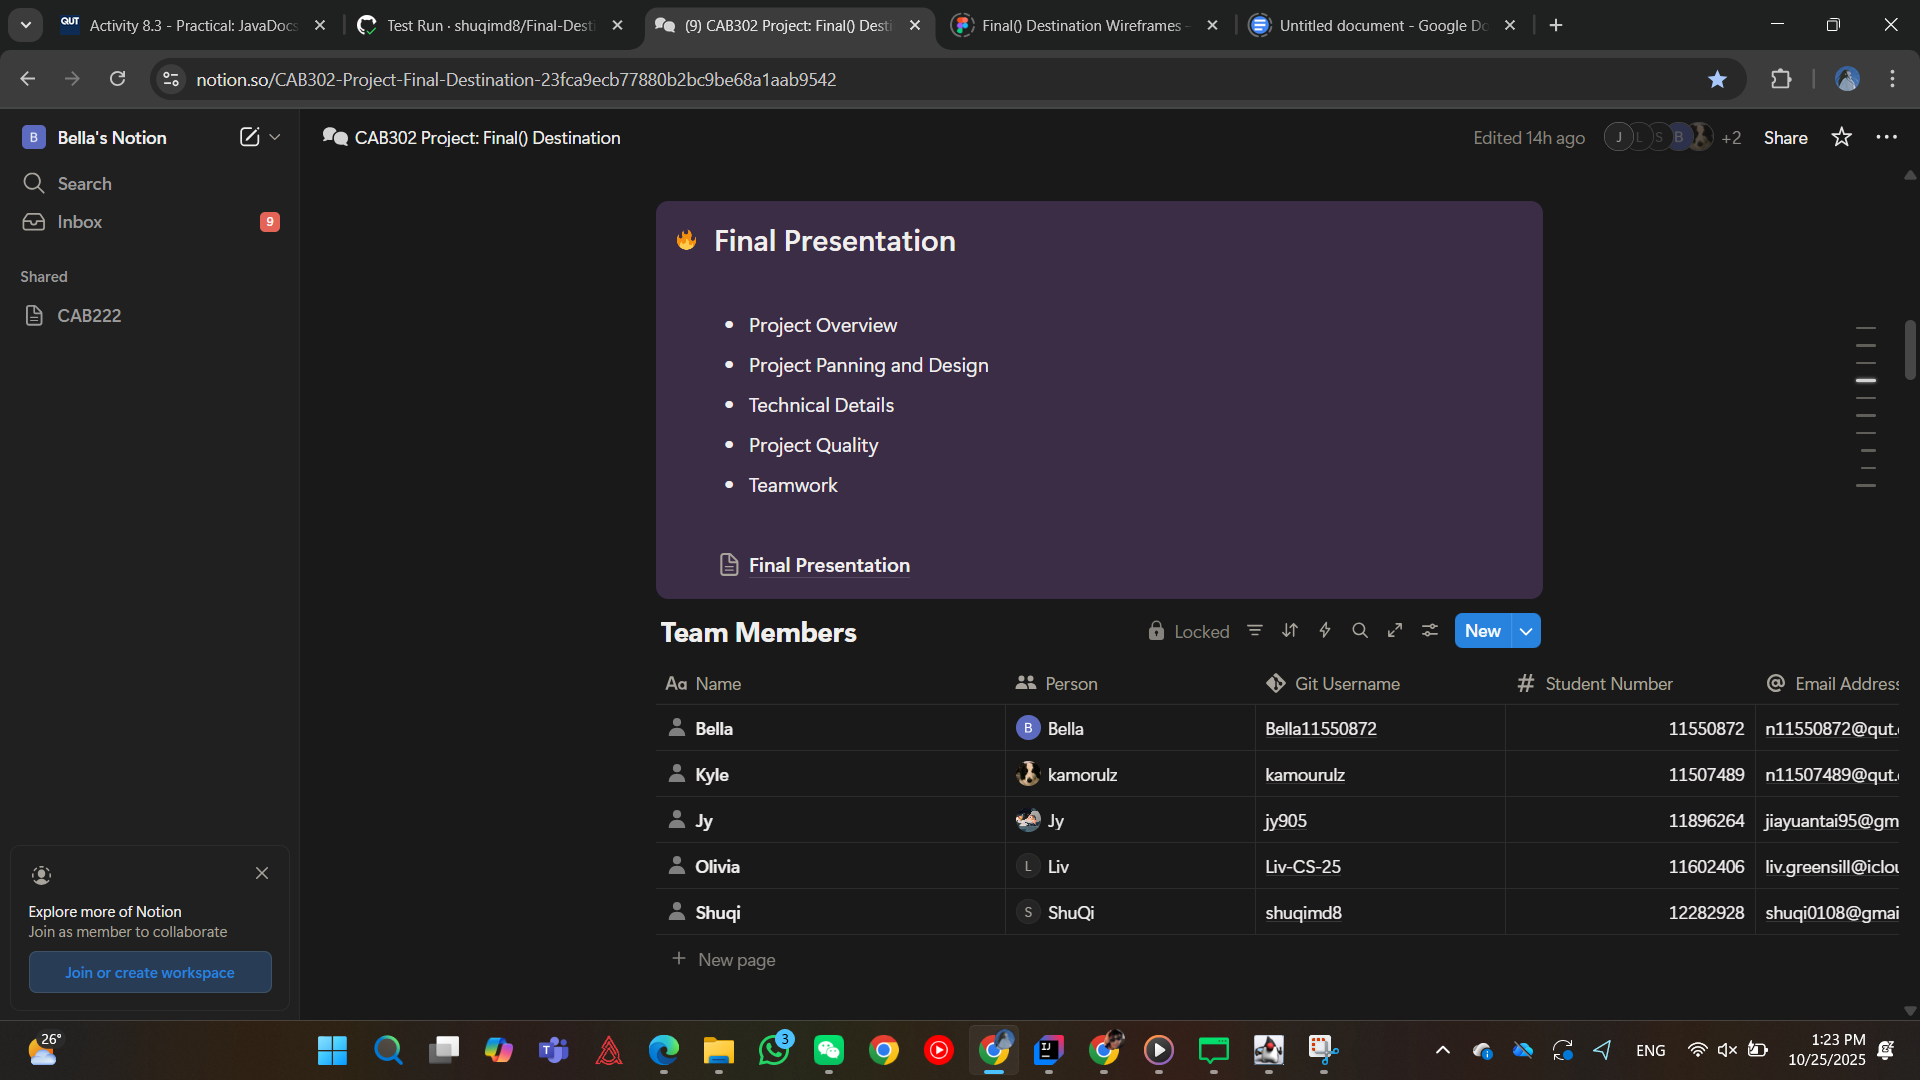 Activity 8.3 - Practical: JavaDocs
Test Run · shuqimd8/Final-Desti
(9) CAB302 Project: Final() Desti
Final() Destination Wireframes -
Untitled document - Google Do
notion.so/CAB302-Project-Final-Destination-23fca9ecb77880b2bc9be68a1aab9542
B Bella's Notion
CAB302 Project: Final() Destination
Edited 14h ago
J L S B +2
Share
Search
Inbox 9
Shared
CAB222
Final Presentation
• Project Overview
• Project Panning and Design
• Technical Details
• Project Quality
• Teamwork
Final Presentation
Team Members
Locked
New
Aa Name Person Git Username # Student Number @ Email Address
Bella B Bella Bella11550872 11550872 n11550872@qut.
Kyle kamorulz kamourulz 11507489 n11507489@qut.
Jy Jy jy905 11896264 jiayuantai95@gm
Olivia L Liv Liv-CS-25 11602406 liv.greensill@iclou
Shuqi S ShuQi shuqimd8 12282928 shuqi0108@gmai
+ New page
Explore more of Notion
Join as member to collaborate
Join or create workspace
26°
3
ENG
1:23 PM
10/25/2025